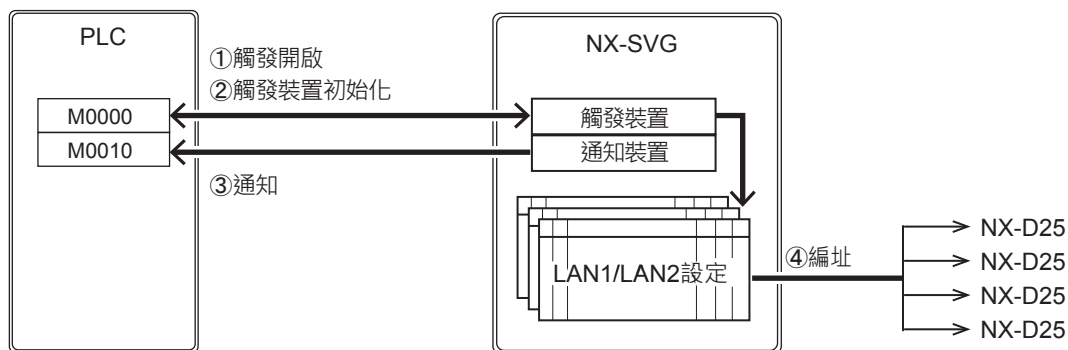 PLC
NX-SVG
①觸發開啟
②觸發裝置初始化
M0000
觸發裝置
M0010
通知裝置
③通知
LAN1/LAN2設定
④編址
NX-D25
NX-D25
NX-D25
NX-D25